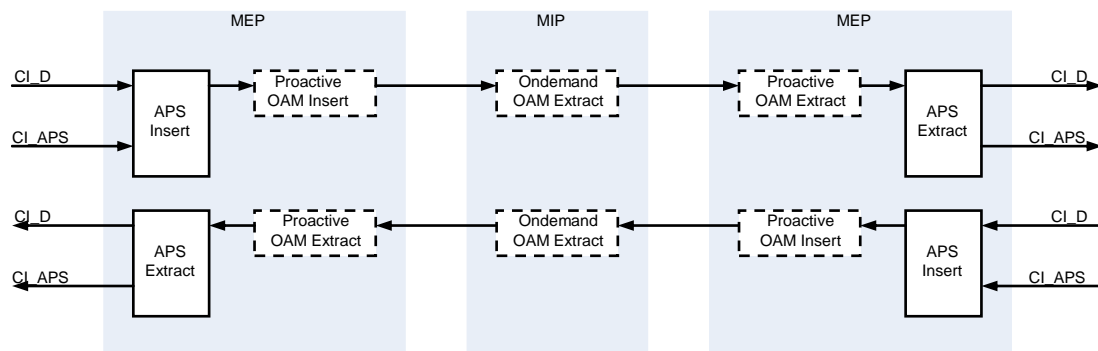 MEP
MIP
MEP
CI_D
APS
Insert
Proactive
OAM Insert
Ondemand
OAM Extract
Proactive
OAM Extract
APS
Extract
CI_D
CI_APS
CI_APS
CI_D
APS
Extract
Proactive
OAM Extract
Ondemand
OAM Extract
Proactive
OAM Insert
APS
Insert
CI_D
CI_APS
CI_APS